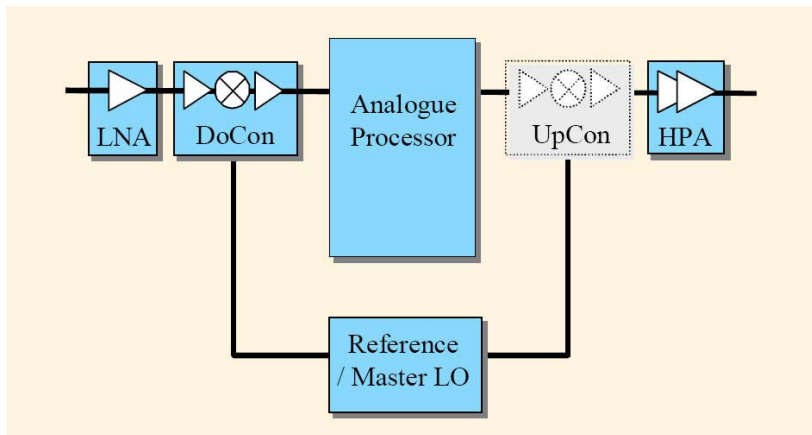 LNA
DoCon
Analogue
Processor
UpCon
HPA
Reference
/ Master LO